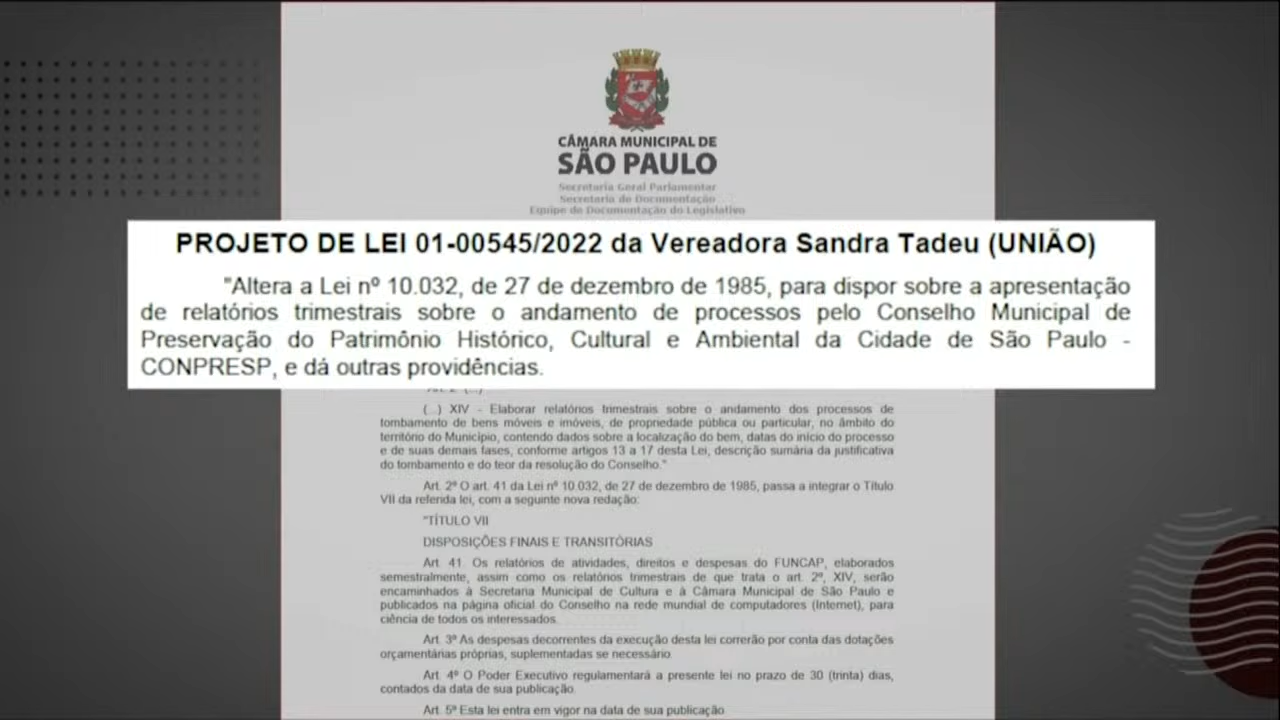 CÂMARA MUNICIPAL DE
SÃO PAULO
Secretaria Geral Parlamentar
Secretaria de Documentação
Equipe de Documentação do Legislativo
PROJETO DE LEI 01-00545/2022 da Vereadora Sandra Tadeu (UNIÃO)
"Altera a Lei nº 10.032, de 27 de dezembro de 1985, para dispor sobre a apresentação
de relatórios trimestrais sobre o andamento de processos pelo Conselho Municipal de
Preservação do Patrimônio Histórico, Cultural e Ambiental da Cidade de São Paulo -
CONPRESP, e dá outras providências.
(...) XIV - Elaborar relatórios trimestrais sobre o andamento dos processos de
tombamento de bens móveis e imóveis, de propriedade pública ou particular, no âmbito do
território do Município, contendo dados sobre a localização do bem, datas do início do processo
e de suas demais fases, conforme artigos 13 a 17 desta Lei, descrição sumária da justificativa
do tombamento e do teor da resolução do Conselho."
Art. 2º O art. 41 da Lei nº 10.032, de 27 de dezembro de 1985, passa a integrar o Título
VII da referida lei, com a seguinte nova redação:
"TÍTULO VII
DISPOSIÇÕES FINAIS E TRANSITÓRIAS
Art. 41. Os relatórios de atividades, direitos e despesas do FUNCAP, elaborados
semestralmente, assim como os relatórios trimestrais de que trata o art. 2º, XIV, serão
encaminhados à Secretaria Municipal de Cultura e à Câmara Municipal de São Paulo e
publicados na página oficial do Conselho na rede mundial de computadores (Internet), para
ciência de todos os interessados.
Art. 3º As despesas decorrentes da execução desta lei correrão por conta das dotações
orçamentárias próprias, suplementadas se necessário.
Art. 4º O Poder Executivo regulamentará a presente lei no prazo de 30 (trinta) dias,
contados da data de sua publicação.
Art. 5º Esta lei entra em vigor na data de sua publicação